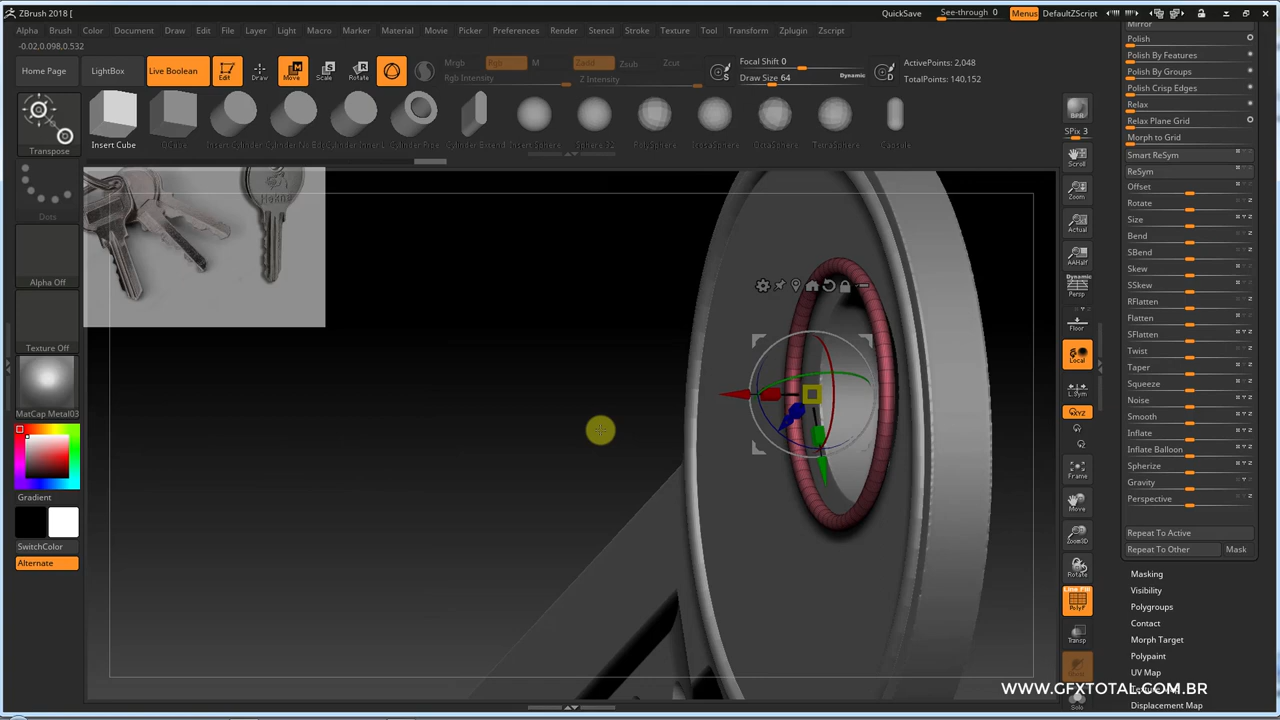 ZBrush 2018 [
QuickSave
See-through 0
Menus
DefaultZScript
Alpha Brush Color Document Draw Edit File Layer Light Macro Marker Material Movie Picker Preferences Render Stencil Stroke Texture Tool Transform Zplugin Zscript
-0.02,0.098,0.532
Home Page
LightBox
Live Boolean
Edit
Draw
Move
Scale
Rotate
Mrgb Rgb M
Rgb Intensity
Zadd Zsub Zcut
Z Intensity
Focal Shift 0
Draw Size 64
Dynamic
ActivePoints: 2,048
TotalPoints: 140,152
Insert Cube
Capsule
Transpose
Dots
Alpha Off
Texture Off
MatCap Metal03
Gradient
SwitchColor
Alternate
BPR
SPix 3
Scroll
Zoom
Actual
AAHalf
Dynamic
Persp
Floor
Local
L.Sym
XYZ
Frame
Move
Zoom3D
Rotate
Line Fill
PolyF
Transp
Solo
Mirror
Polish
Polish By Features
Polish By Groups
Polish Crisp Edges
Relax
Relax Plane Grid
Morph to Grid
Smart ReSym
ReSym
Offset
Rotate
Size
Bend
SBend
Skew
SSkew
RFlatten
Flatten
SFlatten
Twist
Taper
Squeeze
Noise
Smooth
Inflate
Inflate Balloon
Spherize
Gravity
Perspective
Repeat To Active
Repeat To Other Mask
Masking
Visibility
Polygroups
Contact
Morph Target
Polypaint
UV Map
Displacement Map
WWW.GFXTOTAL.COM.BR